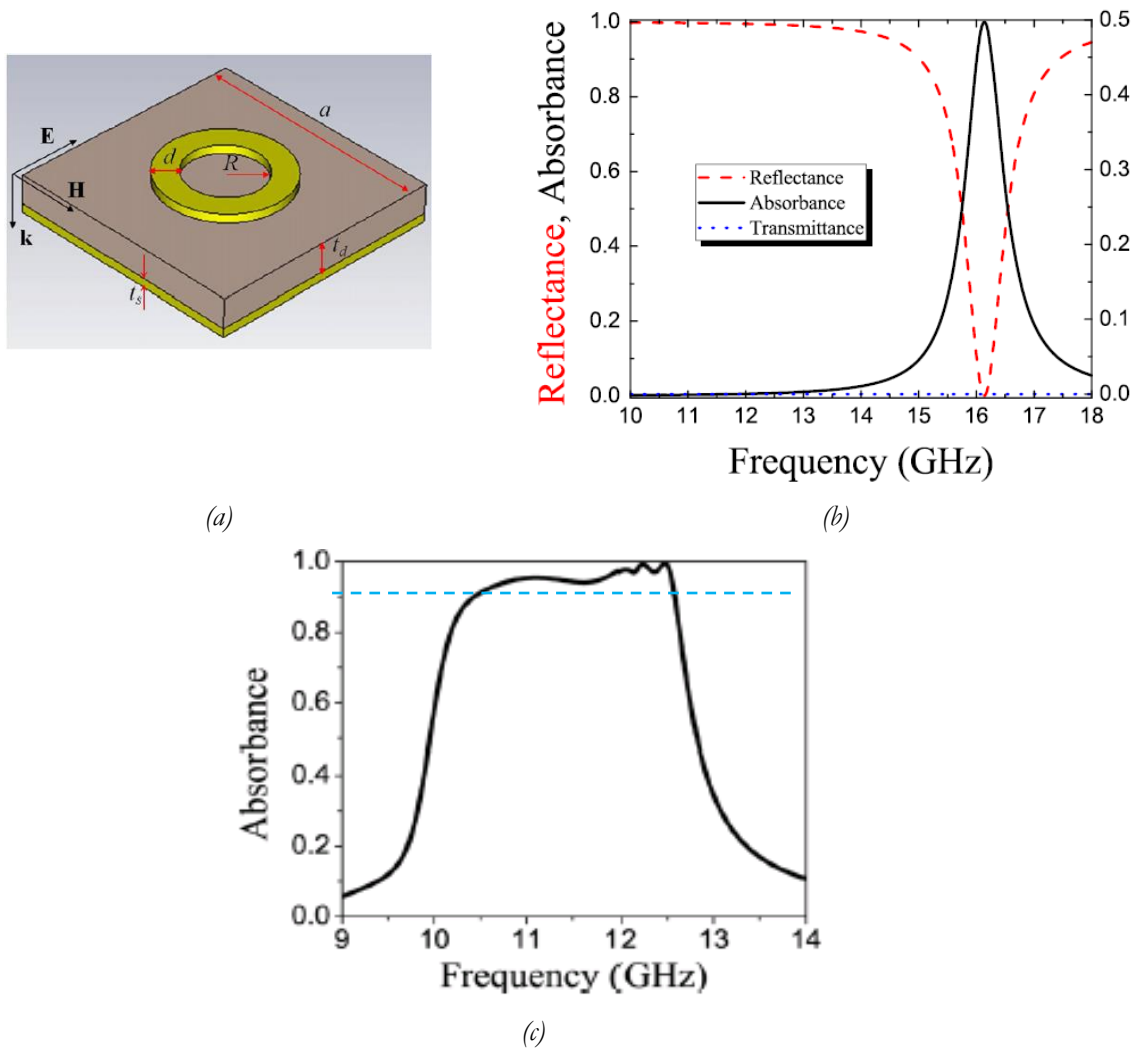 E
H
k
a
d
R
t_d
t_s
(a)
Reflectance, Absorbance
1.0
0.8
0.6
0.4
0.2
0.0
0.5
0.4
0.3
0.2
0.1
0.0
Reflectance
Absorbance
Transmittance
10 11 12 13 14 15 16 17 18
Frequency (GHz)
(b)
Absorbance
1.0
0.8
0.6
0.4
0.2
0.0
9 10 11 12 13 14
Frequency (GHz)
(c)